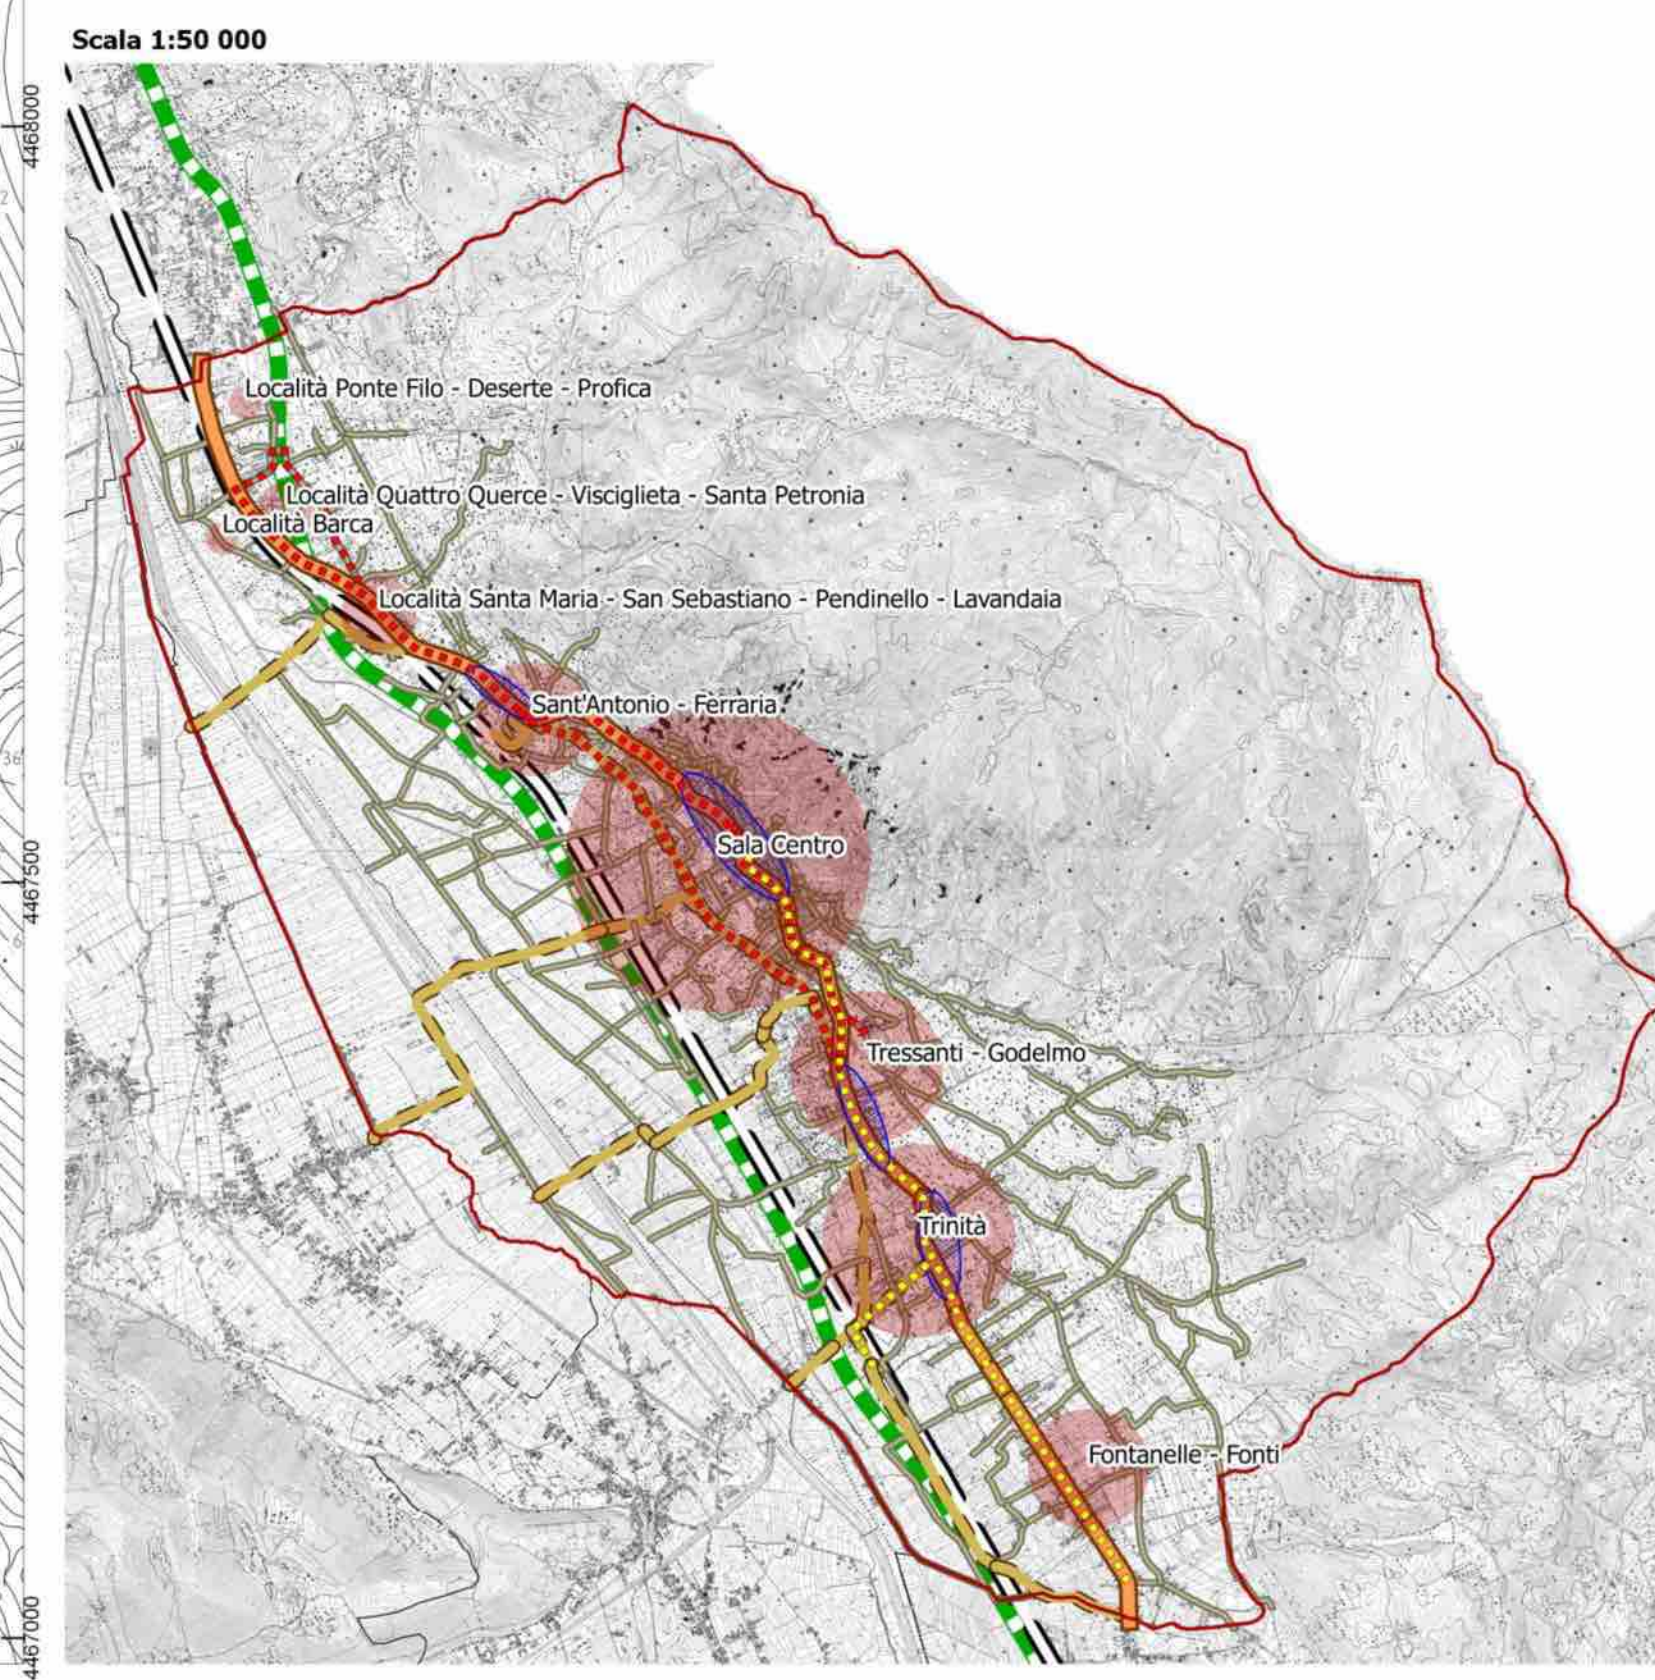 Scala 1:50 000
4468000
Località Ponte Filo - Deserte - Profica
Località Quattro Querce - Visciglieta - Santa Petronia
Località Barca
Località Santa Maria - San Sebastiano - Pendinello - Lavandaia
Sant'Antonio - Ferraria
36
Sala Centro
4467500
Tressanti - Godelmo
Trinità
Fontanelle - Fonti
4467000